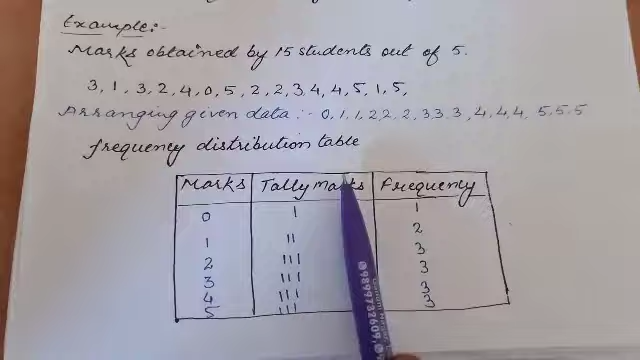 Example:-
Marks obtained by 15 students out of 5.
3, 1, 3, 2, 4, 0, 5, 2, 2, 3, 4, 4, 5, 1, 5,
Arranging given data :- 0, 1, 1, 2, 2, 2, 3, 3, 3, 4, 4, 4, 5, 5, 5
frequency distribution table
Marks Tally marks Frequency
0 | 1
1 || 2
2 ||| 3
3 ||| 3
4 ||| 3
5 ||| 3